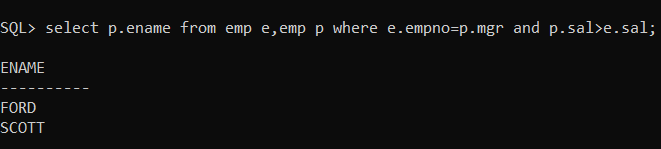 SQL> select p.ename from emp e,emp p where e.empno=p.mgr and p.sal>e.sal;
ENAME
----------
FORD
SCOTT